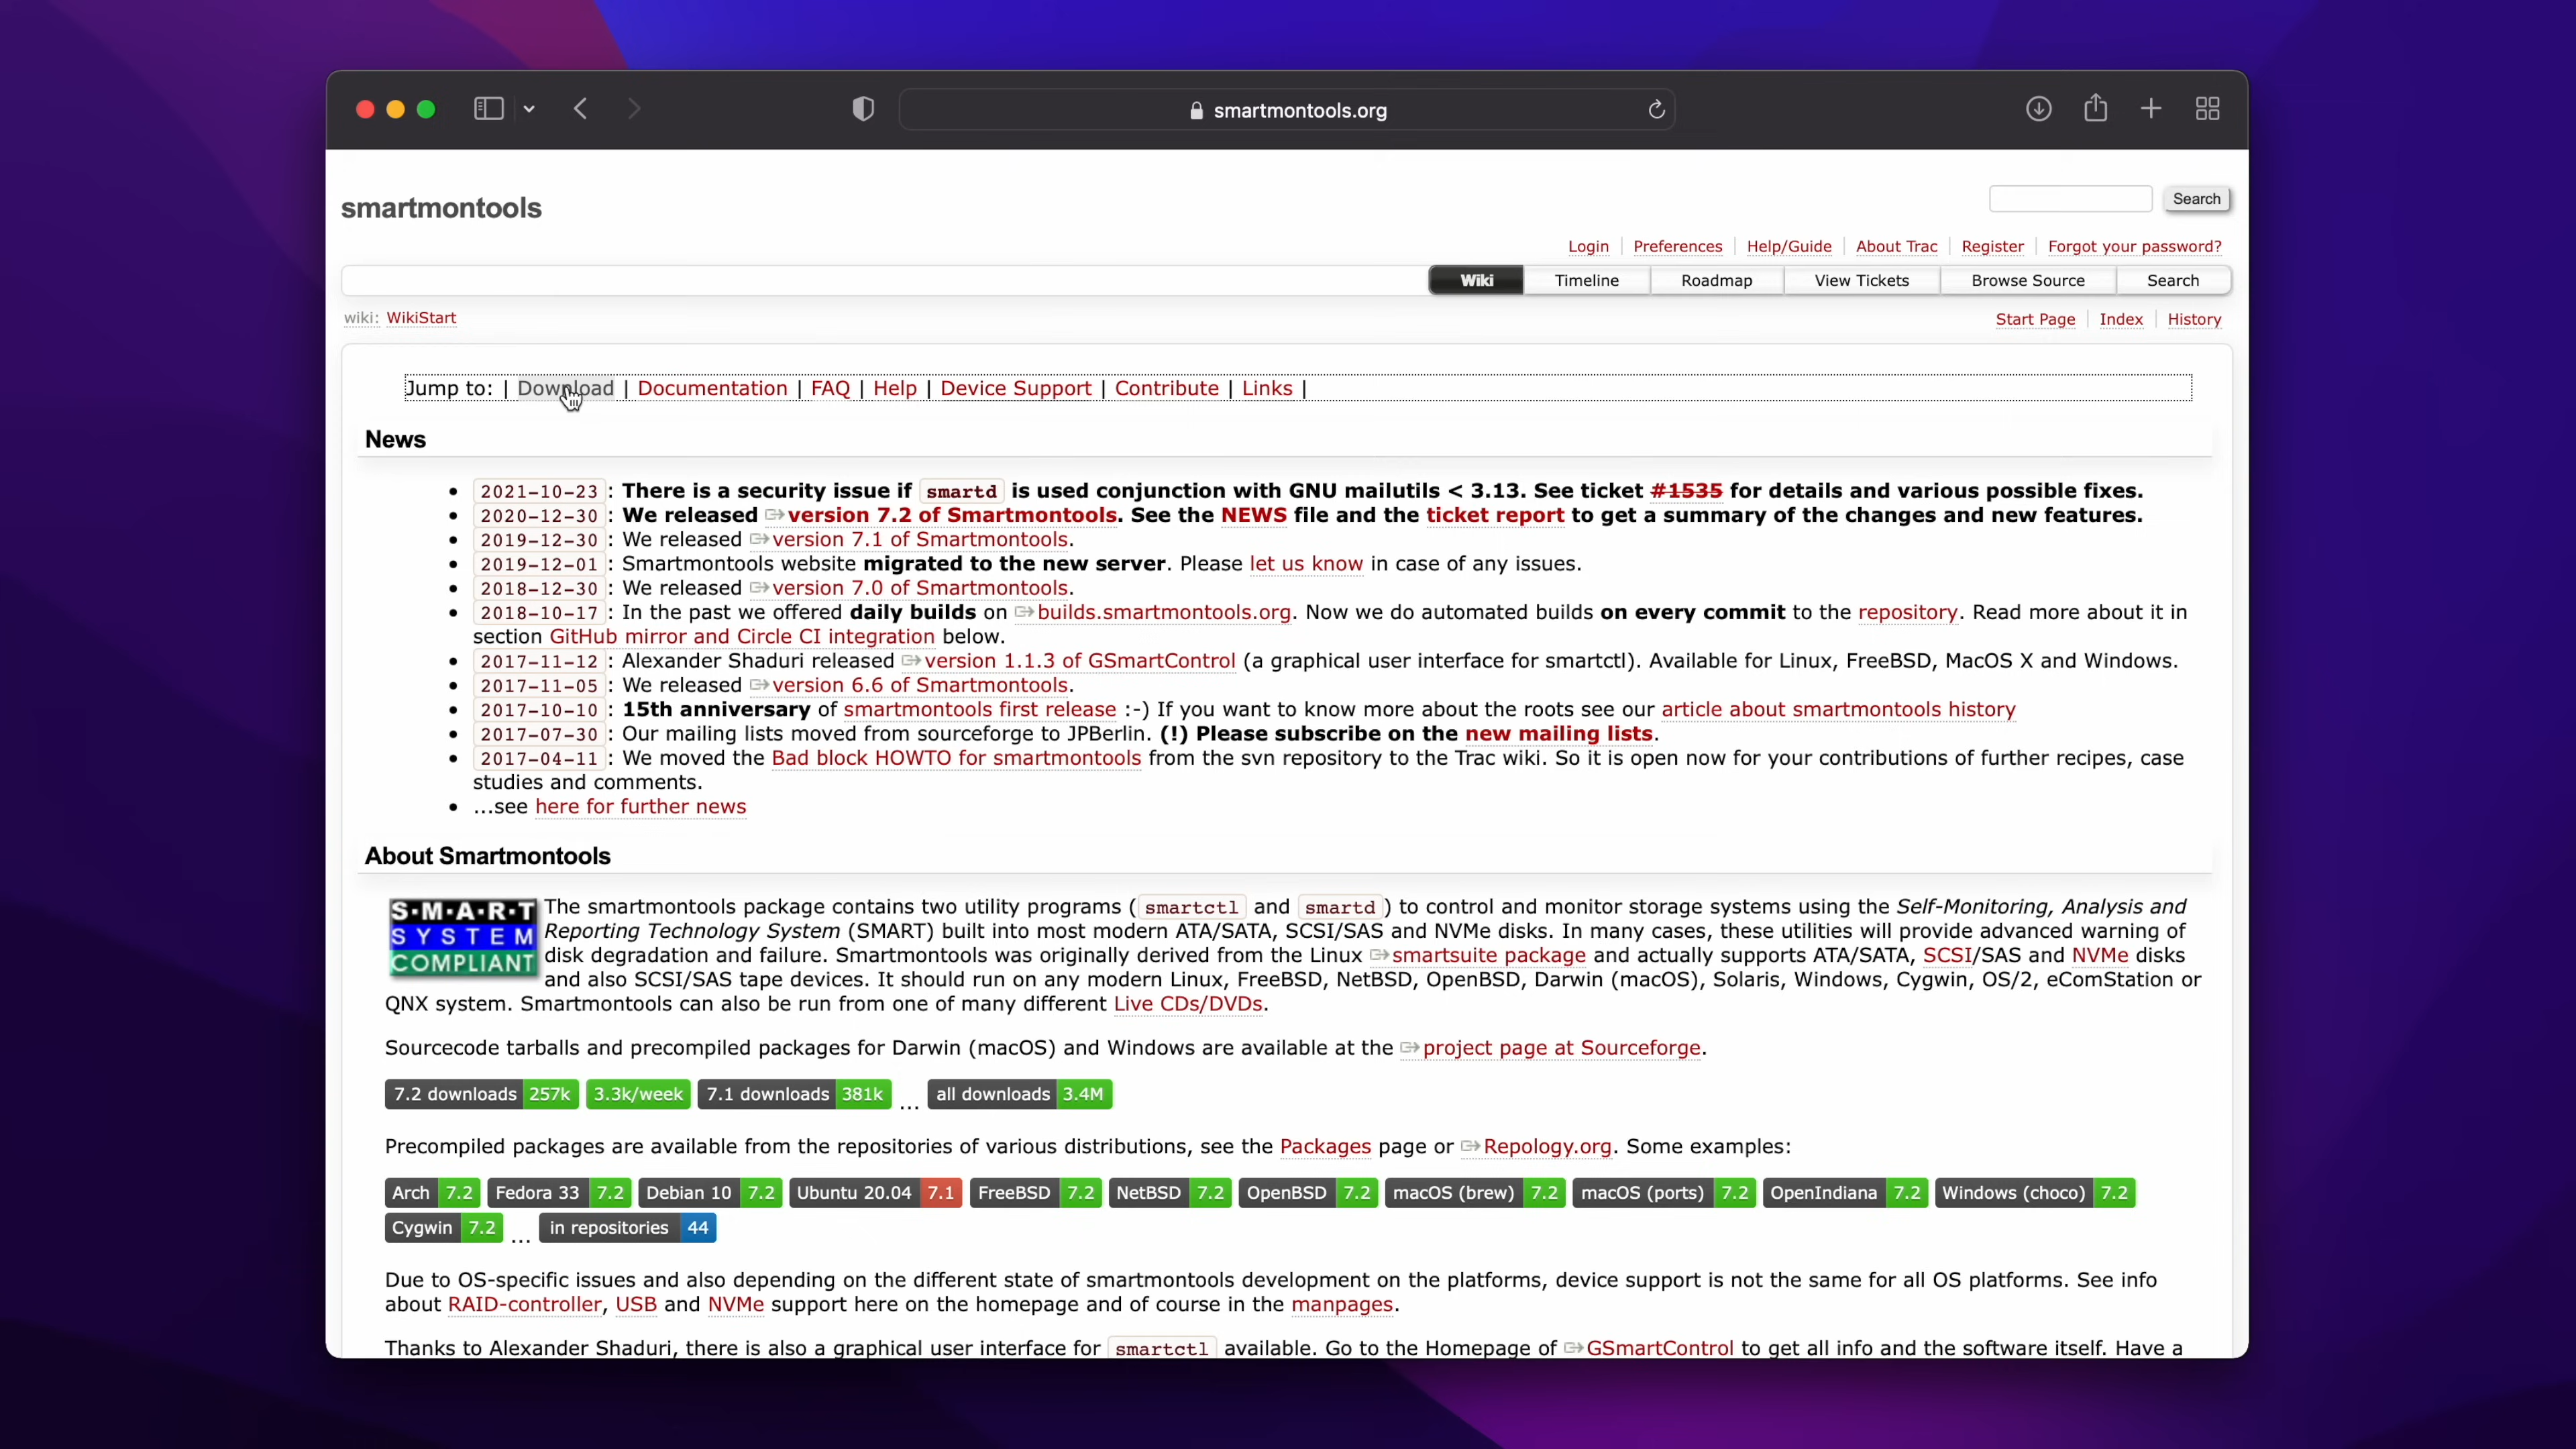 smartmontools.org
smartmontools
Search
Login Preferences Help/Guide About Trac Register Forgot your password?
Wiki Timeline Roadmap View Tickets Browse Source Search
wiki: WikiStart
Start Page Index History
Jump to: | Download | Documentation | FAQ | Help | Device Support | Contribute | Links |
News
• 2021-10-23 : There is a security issue if smartd is used conjunction with GNU mailutils < 3.13. See ticket #1535 for details and various possible fixes.
• 2020-12-30 : We released version 7.2 of Smartmontools. See the NEWS file and the ticket report to get a summary of the changes and new features.
• 2019-12-30 : We released version 7.1 of Smartmontools.
• 2019-12-01 : Smartmontools website migrated to the new server. Please let us know in case of any issues.
• 2018-12-30 : We released version 7.0 of Smartmontools.
• 2018-10-17 : In the past we offered daily builds on builds.smartmontools.org. Now we do automated builds on every commit to the repository. Read more about it in
section GitHub mirror and Circle CI integration below.
• 2017-11-12 : Alexander Shaduri released version 1.1.3 of GSmartControl (a graphical user interface for smartctl). Available for Linux, FreeBSD, MacOS X and Windows.
• 2017-11-05 : We released version 6.6 of Smartmontools.
• 2017-10-10 : 15th anniversary of smartmontools first release :-) If you want to know more about the roots see our article about smartmontools history
• 2017-07-30 : Our mailing lists moved from sourceforge to JPBerlin. (!) Please subscribe on the new mailing lists.
• 2017-04-11 : We moved the Bad block HOWTO for smartmontools from the svn repository to the Trac wiki. So it is open now for your contributions of further recipes, case
studies and comments.
• ...see here for further news
About Smartmontools
S·M·A·R·T
SYSTEM
COMPLIANT
The smartmontools package contains two utility programs ( smartctl and smartd ) to control and monitor storage systems using the Self-Monitoring, Analysis and
Reporting Technology System (SMART) built into most modern ATA/SATA, SCSI/SAS and NVMe disks. In many cases, these utilities will provide advanced warning of
disk degradation and failure. Smartmontools was originally derived from the Linux smartsuite package and actually supports ATA/SATA, SCSI/SAS and NVMe disks
and also SCSI/SAS tape devices. It should run on any modern Linux, FreeBSD, NetBSD, OpenBSD, Darwin (macOS), Solaris, Windows, Cygwin, OS/2, eComStation or
QNX system. Smartmontools can also be run from one of many different Live CDs/DVDs.
Sourcecode tarballs and precompiled packages for Darwin (macOS) and Windows are available at the project page at Sourceforge.
7.2 downloads 257k 3.3k/week 7.1 downloads 381k ... all downloads 3.4M
Precompiled packages are available from the repositories of various distributions, see the Packages page or Repology.org. Some examples:
Arch 7.2 Fedora 33 7.2 Debian 10 7.2 Ubuntu 20.04 7.1 FreeBSD 7.2 NetBSD 7.2 OpenBSD 7.2 macOS (brew) 7.2 macOS (ports) 7.2 OpenIndiana 7.2 Windows (choco) 7.2
Cygwin 7.2 ... in repositories 44
Due to OS-specific issues and also depending on the different state of smartmontools development on the platforms, device support is not the same for all OS platforms. See info
about RAID-controller, USB and NVMe support here on the homepage and of course in the manpages.
Thanks to Alexander Shaduri, there is also a graphical user interface for smartctl available. Go to the Homepage of GSmartControl to get all info and the software itself. Have a